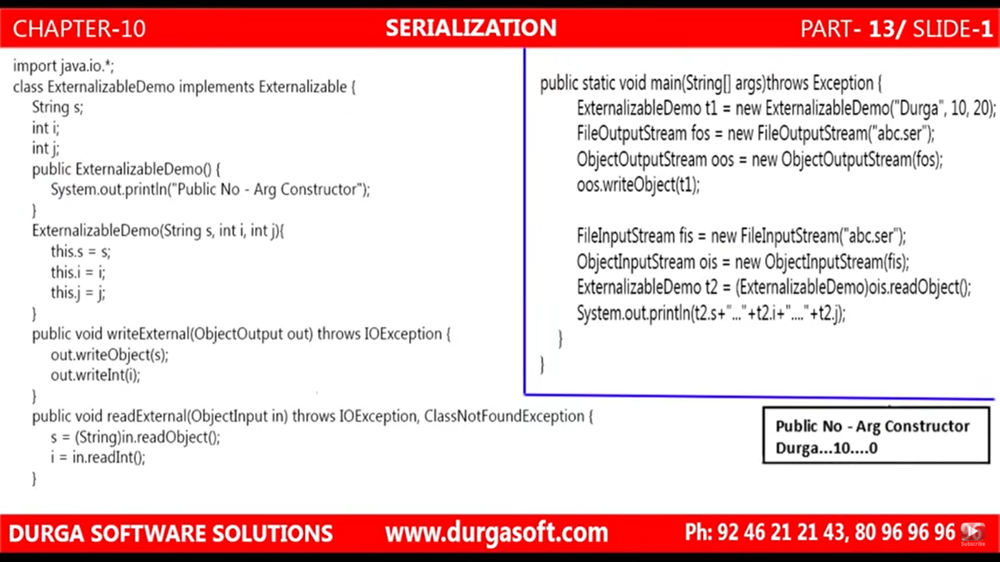 CHAPTER-10
SERIALIZATION
PART- 13/ SLIDE-1
import java.io.*;
class ExternalizableDemo implements Externalizable {
String s;
int i;
int j;
public ExternalizableDemo() {
System.out.println("Public No - Arg Constructor");
}
ExternalizableDemo(String s, int i, int j){
this.s = s;
this.i = i;
this.j = j;
}
public void writeExternal(ObjectOutput out) throws IOException {
out.writeObject(s);
out.writeInt(i);
}
public void readExternal(ObjectInput in) throws IOException, ClassNotFoundException {
s = (String)in.readObject();
i = in.readInt();
}
public static void main(String[] args)throws Exception {
ExternalizableDemo t1 = new ExternalizableDemo("Durga", 10, 20);
FileOutputStream fos = new FileOutputStream("abc.ser");
ObjectOutputStream oos = new ObjectOutputStream(fos);
oos.writeObject(t1);
FileInputStream fis = new FileInputStream("abc.ser");
ObjectInputStream ois = new ObjectInputStream(fis);
ExternalizableDemo t2 = (ExternalizableDemo)ois.readObject();
System.out.println(t2.s+"..."+t2.i+"...."+t2.j);
}
}
Public No - Arg Constructor
Durga...10....0
DURGA SOFTWARE SOLUTIONS
www.durgasoft.com
Ph: 92 46 21 21 43, 80 96 96 96 96
Subscribe